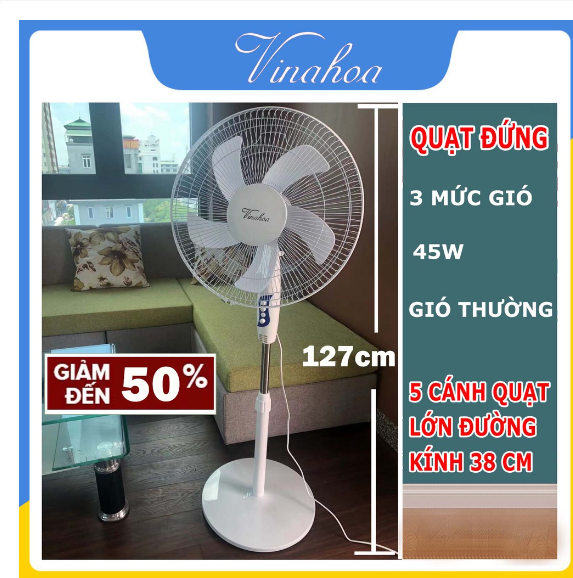 Vinahoa
QUẠT ĐỨNG
3 MỨC GIÓ
45W
GIÓ THƯỜNG
Vinahoa
127cm
GIẢM
ĐẾN 50%
5 CÁNH QUẠT
LỚN ĐƯỜNG
KÍNH 38 CM